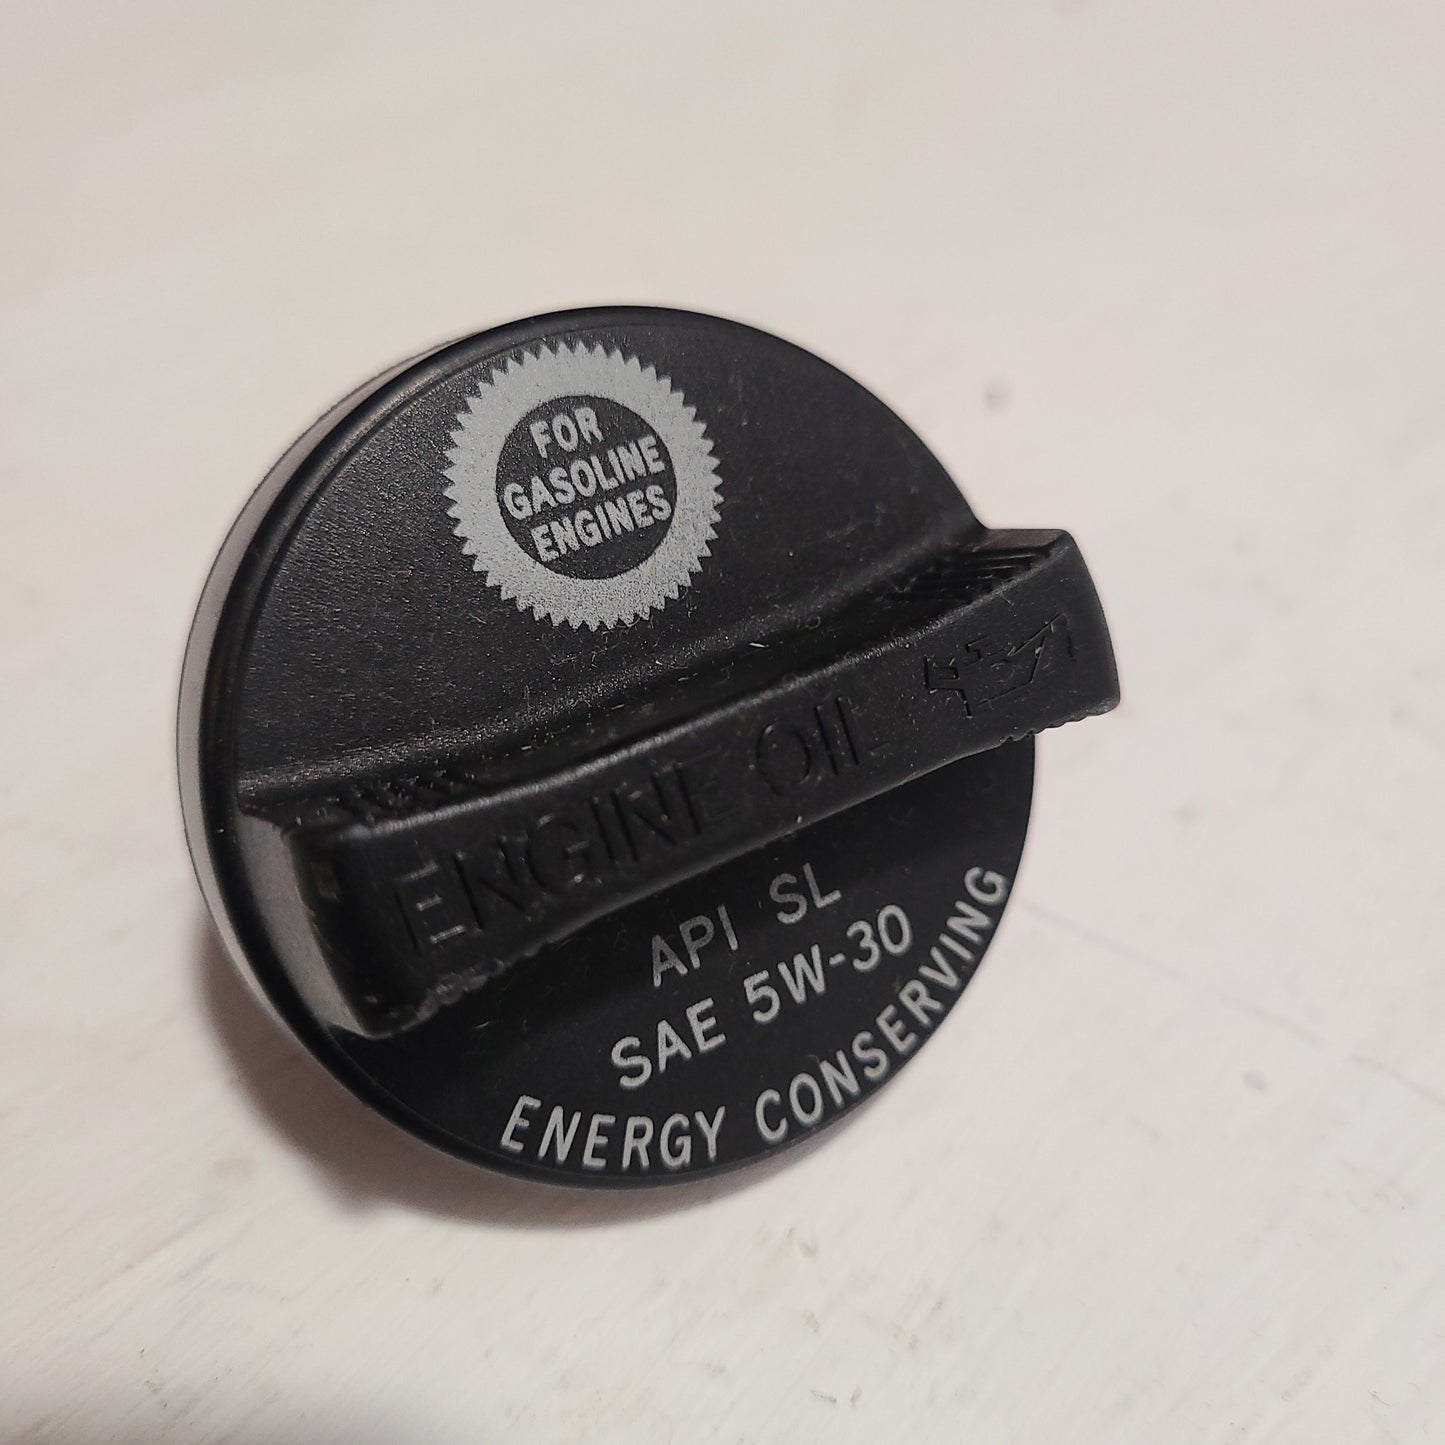 FOR
GASOLINE
ENGINES
ENGINE OIL
API SL
SAE 5W-30
ENERGY CONSERVING